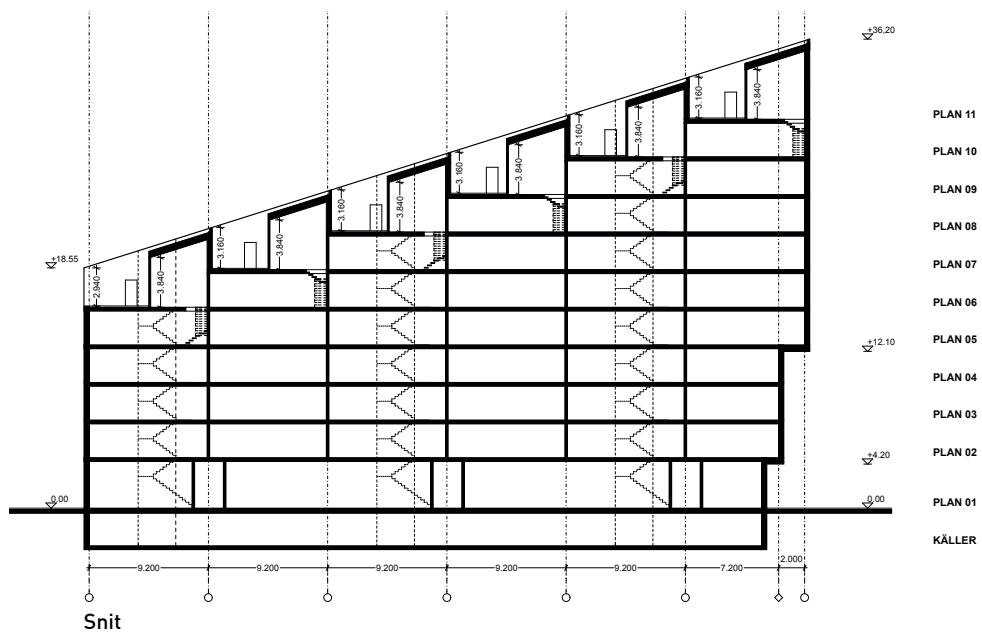 +36,20
3.160
3.840
PLAN 11
3.160
3.840
PLAN 10
3.160
3.840
PLAN 09
3.160
3.840
PLAN 08
3.160
3.840
+18.55
PLAN 07
2.940
3.840
PLAN 06
PLAN 05
+12.10
PLAN 04
PLAN 03
PLAN 02
+4.20
0.00
0.00
PLAN 01
KÄLLER
9.200
9.200
9.200
9.200
9.200
7.200
2.000
Snit